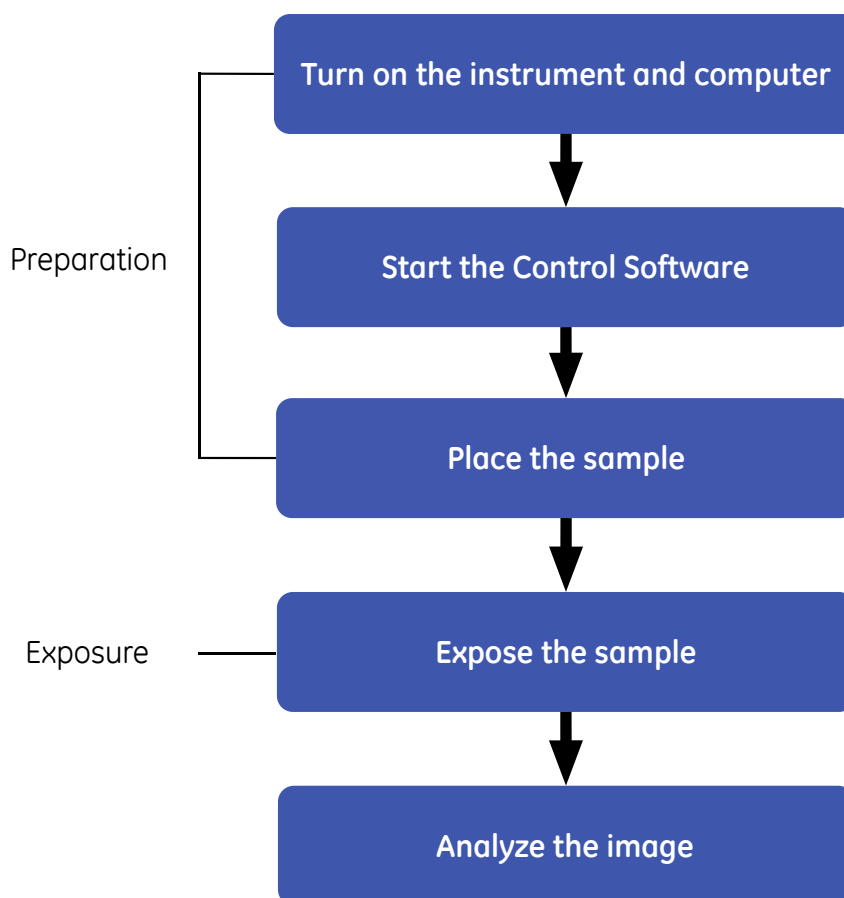 Turn on the instrument and computer
Preparation
Start the Control Software
Place the sample
Exposure
Expose the sample
Analyze the image